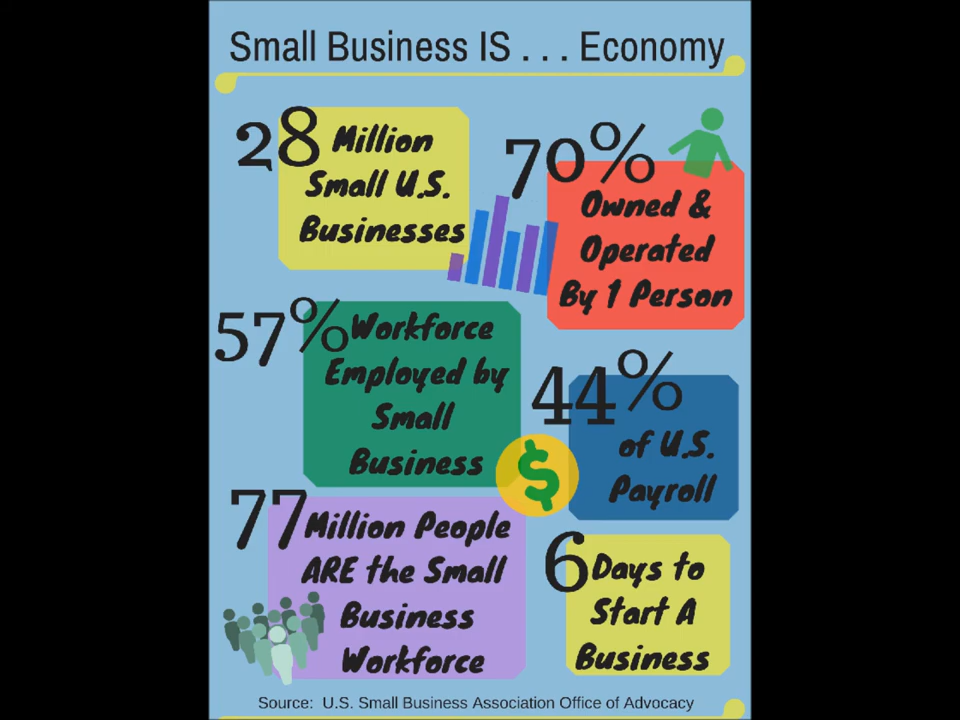 Small Business IS . . . Economy
28 Million
Small U.S.
Businesses
70%
Owned &
Operated
By 1 Person
57% Workforce
Employed by
Small
Business
44%
of U.S.
Payroll
77 Million People
ARE the Small
Business
Workforce
6 Days to
Start A
Business
Source: U.S. Small Business Association Office of Advocacy